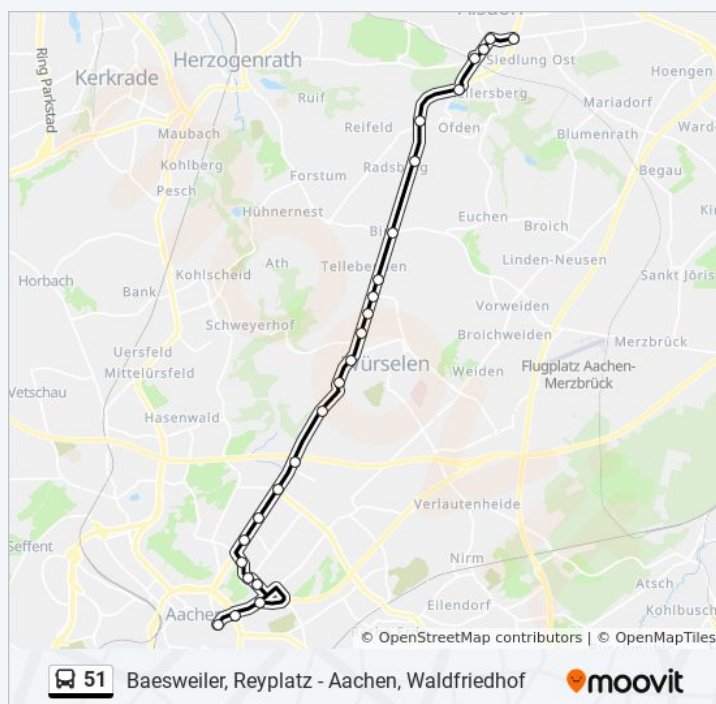 Alsdorf
Herzogenrath
Siedlung Ost
Kerkrade
Hoengen
Ring Parkstad
Ruif
Mariadorf
Maubach
Reifeld
Ofden
Blumenrath
Kohlberg
Radsberg
Begau
Pesch
Forstum
Hühnernest
Euchen
Broich
Ath
Linden-Neusen
Kohlscheid
Horbach
Bank
Sankt Jöris
Vorweiden
Schweyerhof
Broichweiden
Merzbrück
Uersfeld
Würselen
Flugplatz Aachen-
Merzbrück
Mittelürsfeld
Weiden
Vetschau
Hasenwald
Verlautenheide
Seffent
Nirm
Atsch
Aachen
Eilendorf
Kohlbusch
© OpenStreetMap contributors | © OpenMapTiles
51 Baesweiler, Reyplatz - Aachen, Waldfriedhof moovit